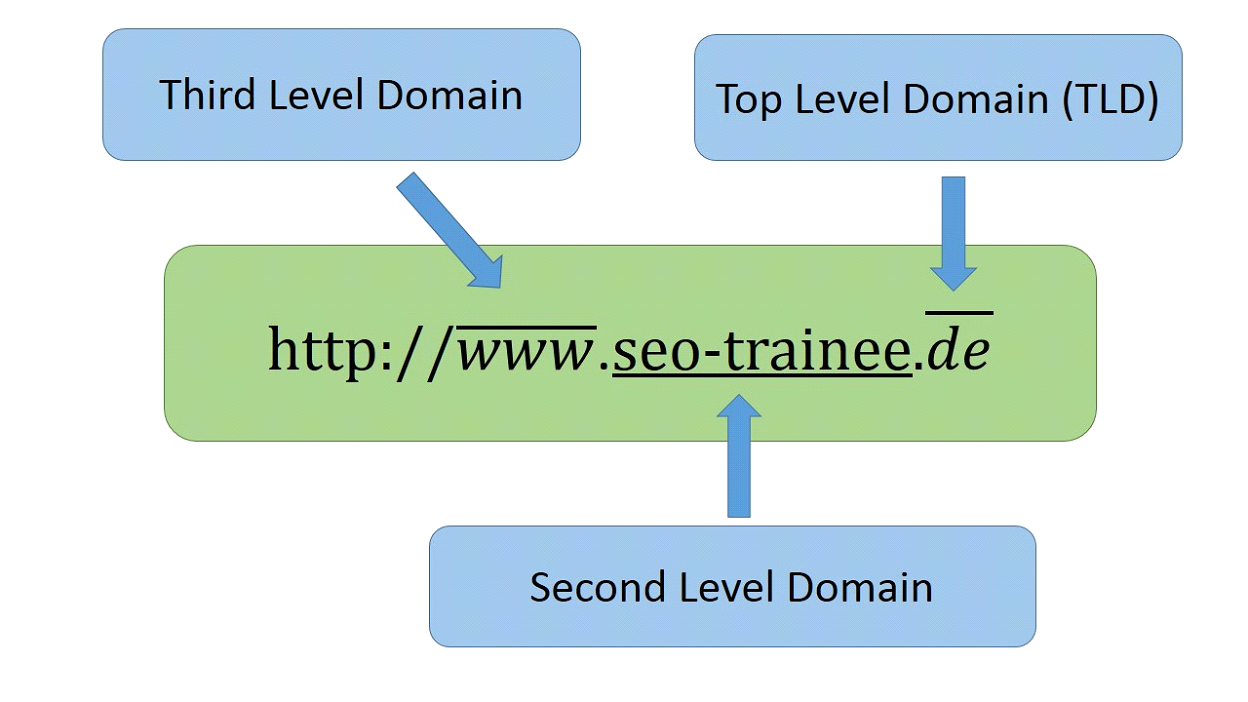 Third Level Domain
Top Level Domain (TLD)
http://www.seo-trainee.de
Second Level Domain